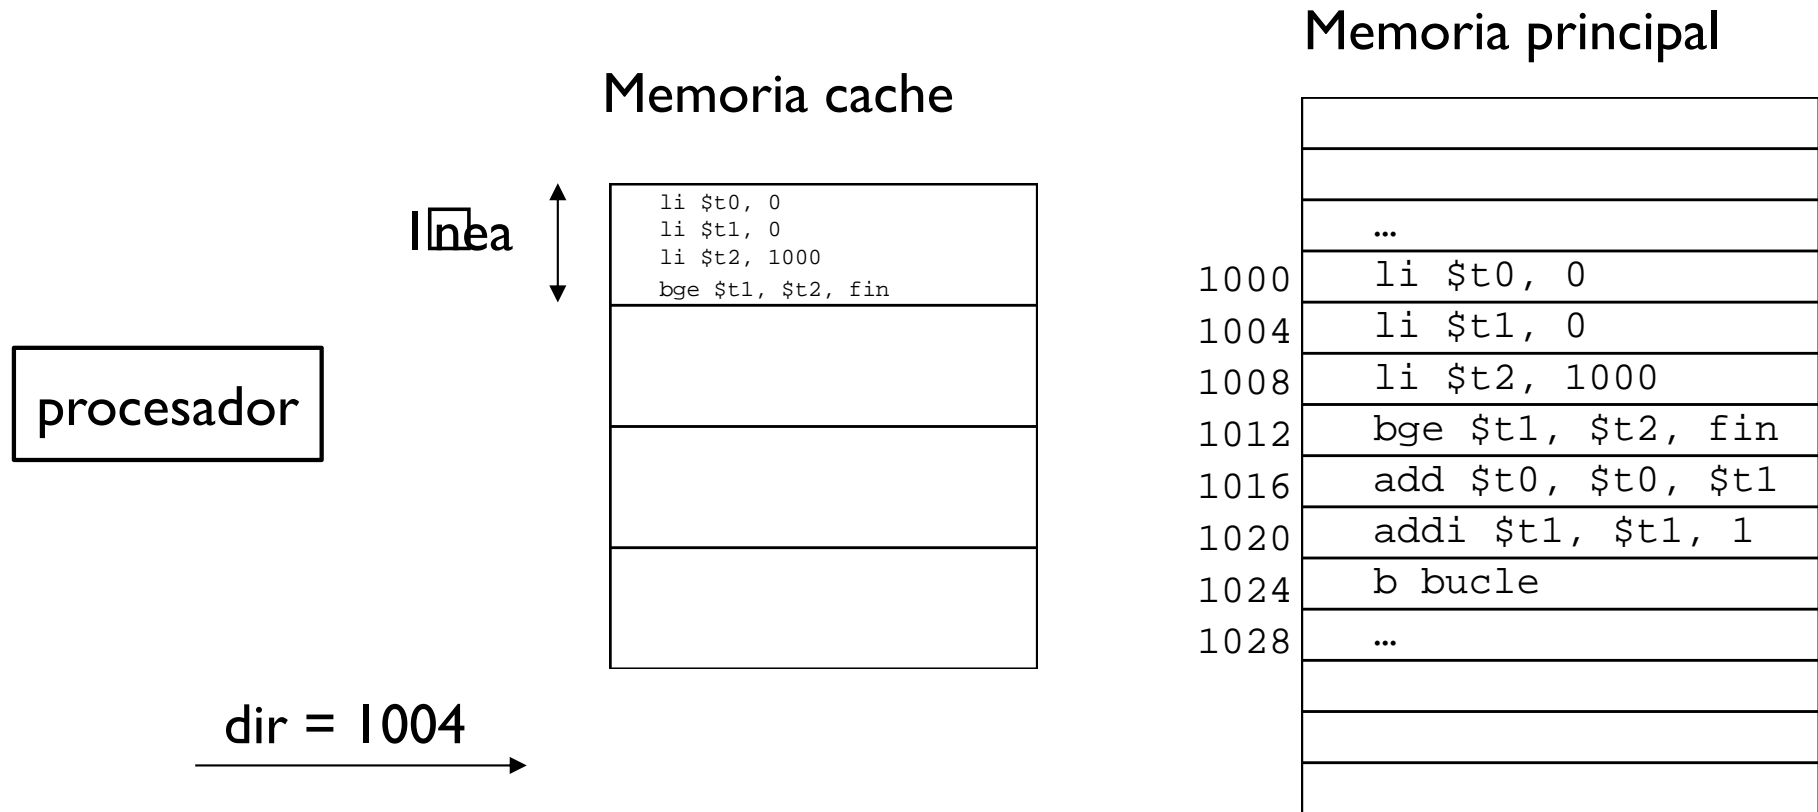 Memoria principal
Memoria cache
lnea
li $t0, 0
li $t1, 0
li $t2, 1000
bge $t1, $t2, fin
procesador
dir = 1004
…
1000 li $t0, 0
1004 li $t1, 0
1008 li $t2, 1000
1012 bge $t1, $t2, fin
1016 add $t0, $t0, $t1
1020 addi $t1, $t1, 1
1024 b bucle
1028 …